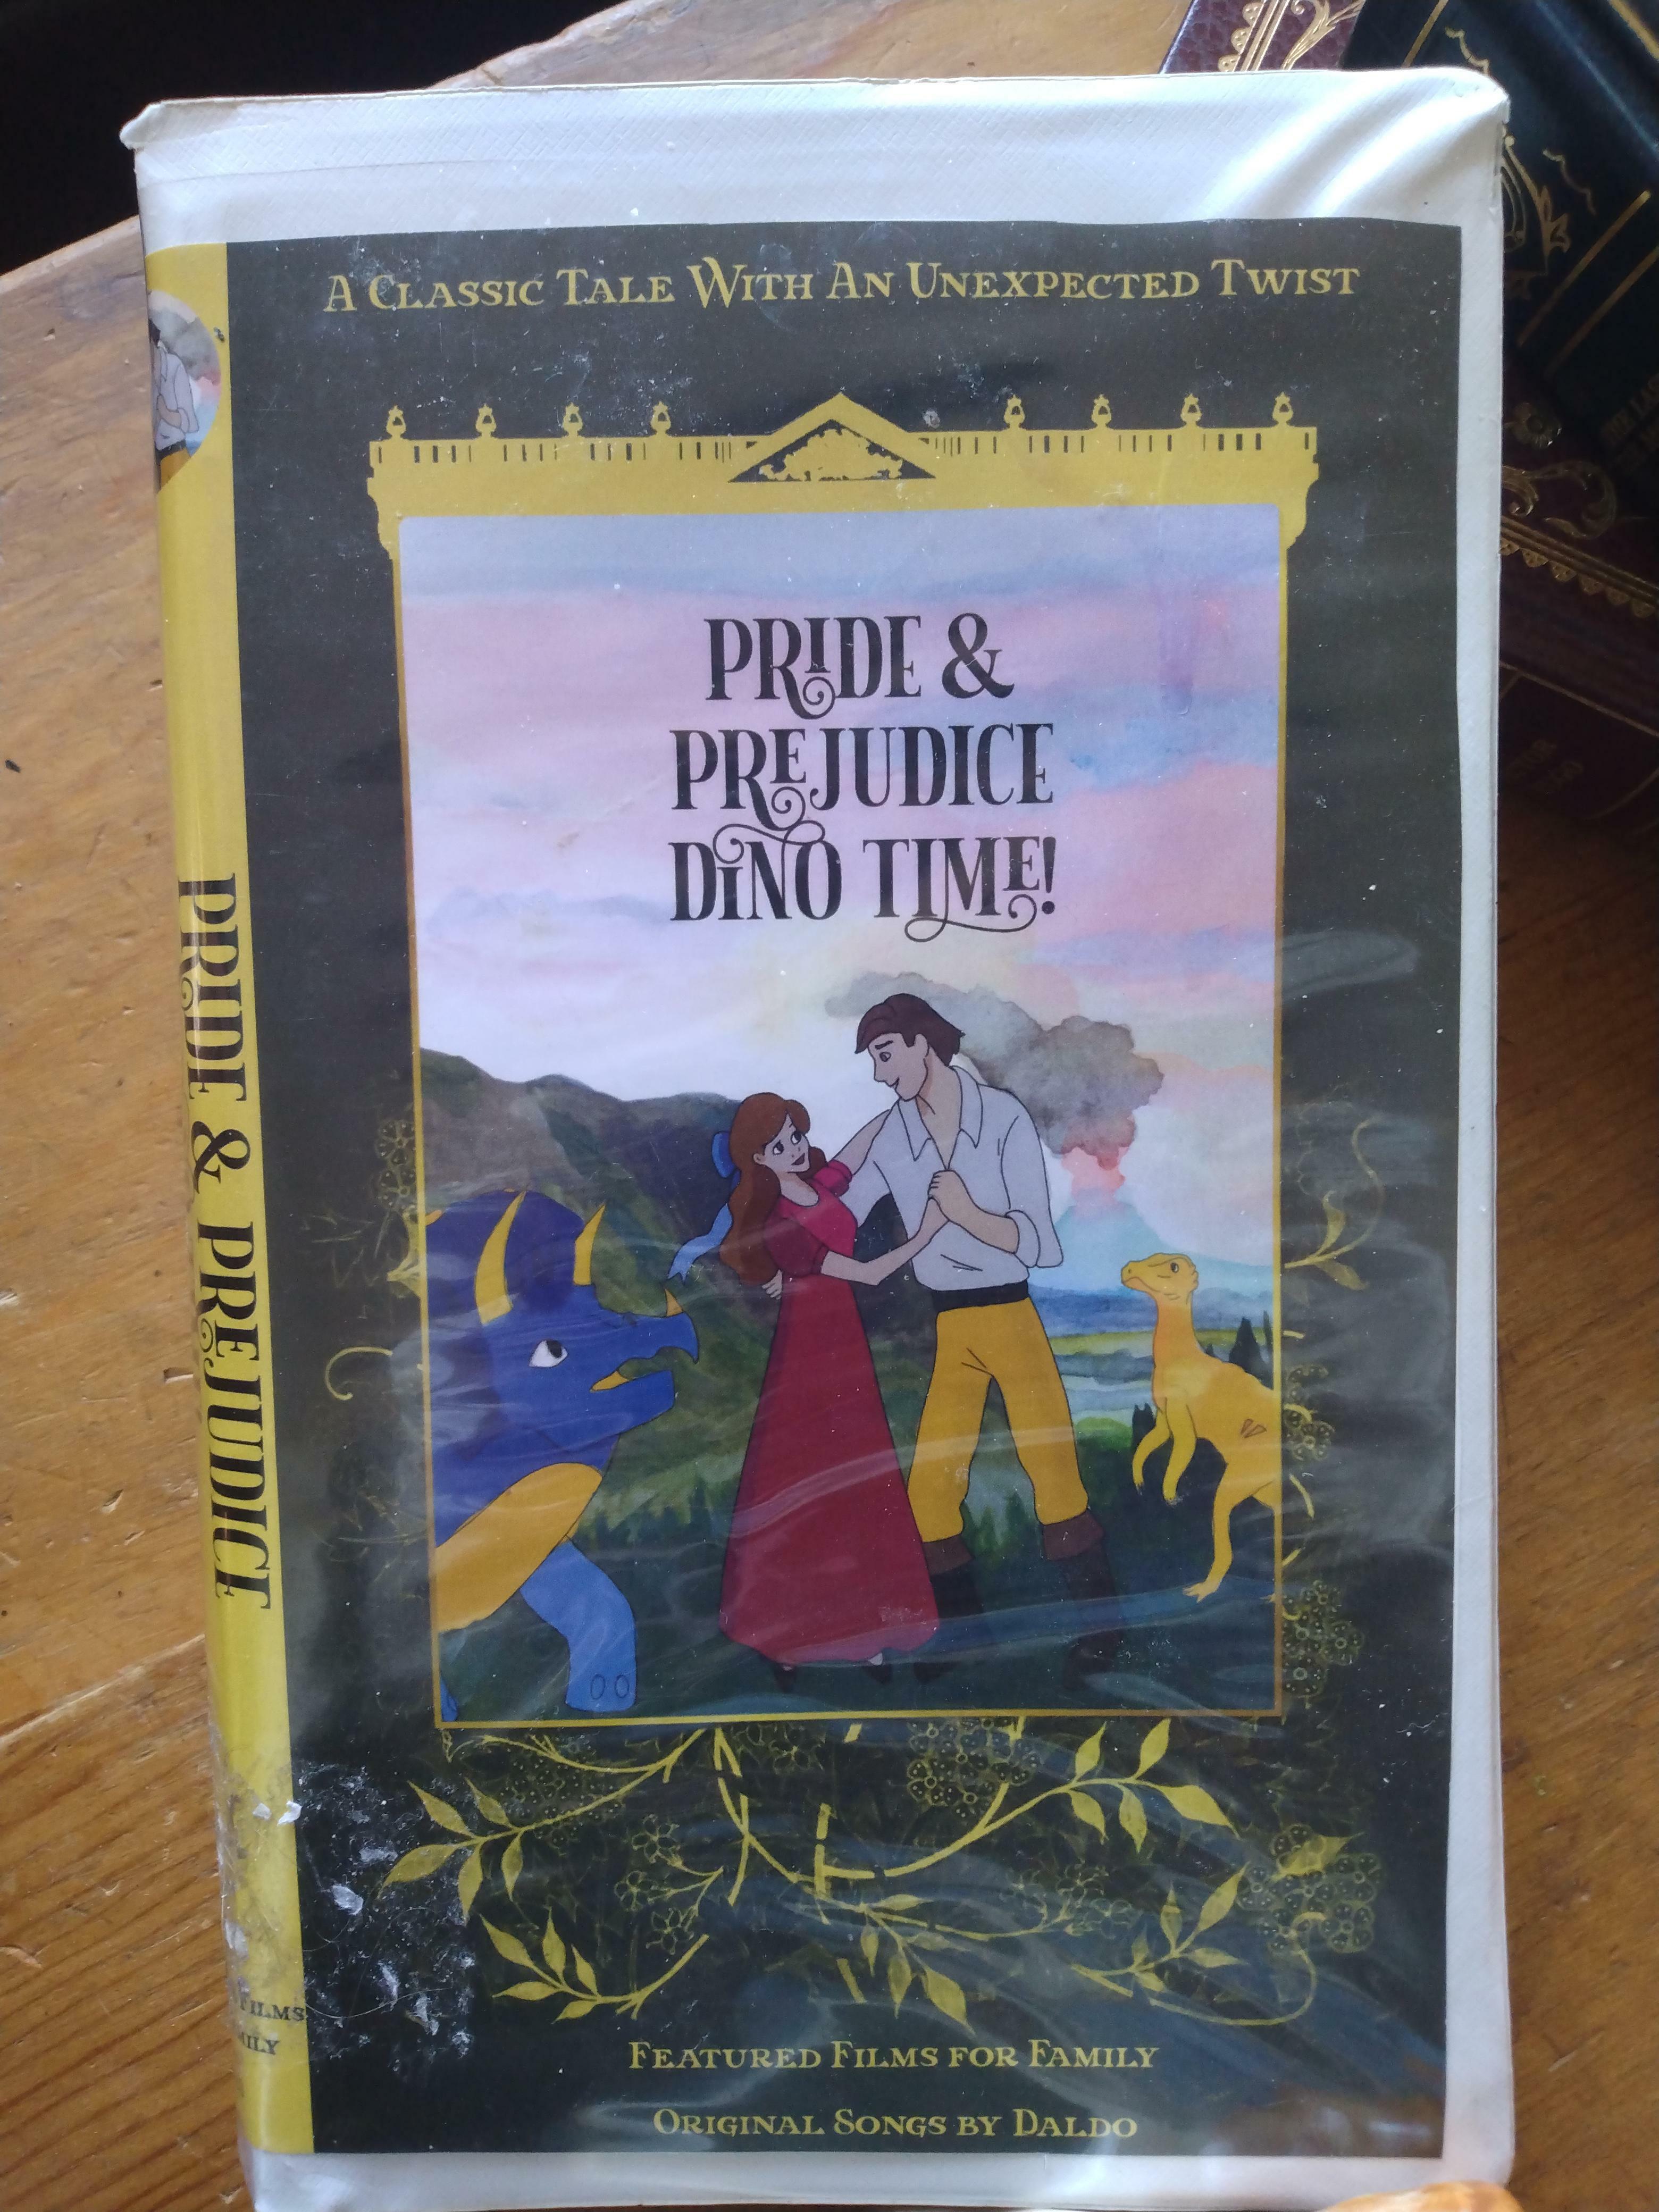 A CLASSIC TALE WITH AN UNEXPECTED TWIST
PRIDE &
PREJUDICE
DINO TIME!
FEATURED FILMS FOR FAMILY
ORIGINAL SONGS BY DALDO
PRIDE & PREJUDICE
FILMS